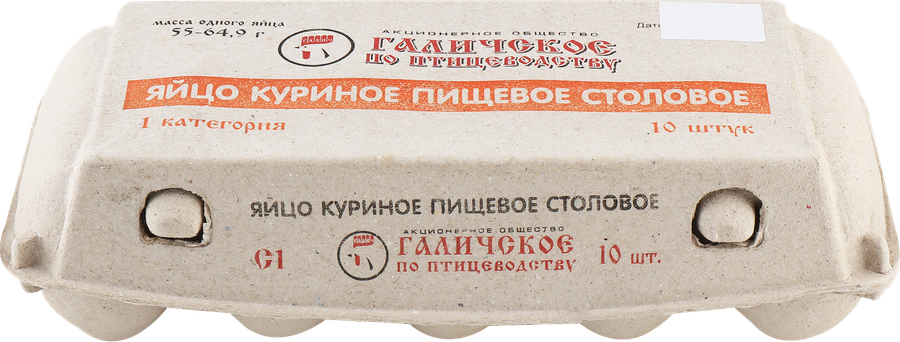 масса одного яйца
55-64,9 г
Дата
АКЦИОНЕРНОЕ ОБЩЕСТВО
ГАЛИЧСКОЕ
ПО ПТИЦЕВОДСТВУ
ЯЙЦО КУРИНОЕ ПИЩЕВОЕ СТОЛОВОЕ
1 категория
10 штук
ЯЙЦО КУРИНОЕ ПИЩЕВОЕ СТОЛОВОЕ
С1
АКЦИОНЕРНОЕ ОБЩЕСТВО
ГАЛИЧСКОЕ
ПО ПТИЦЕВОДСТВУ
10 шт.